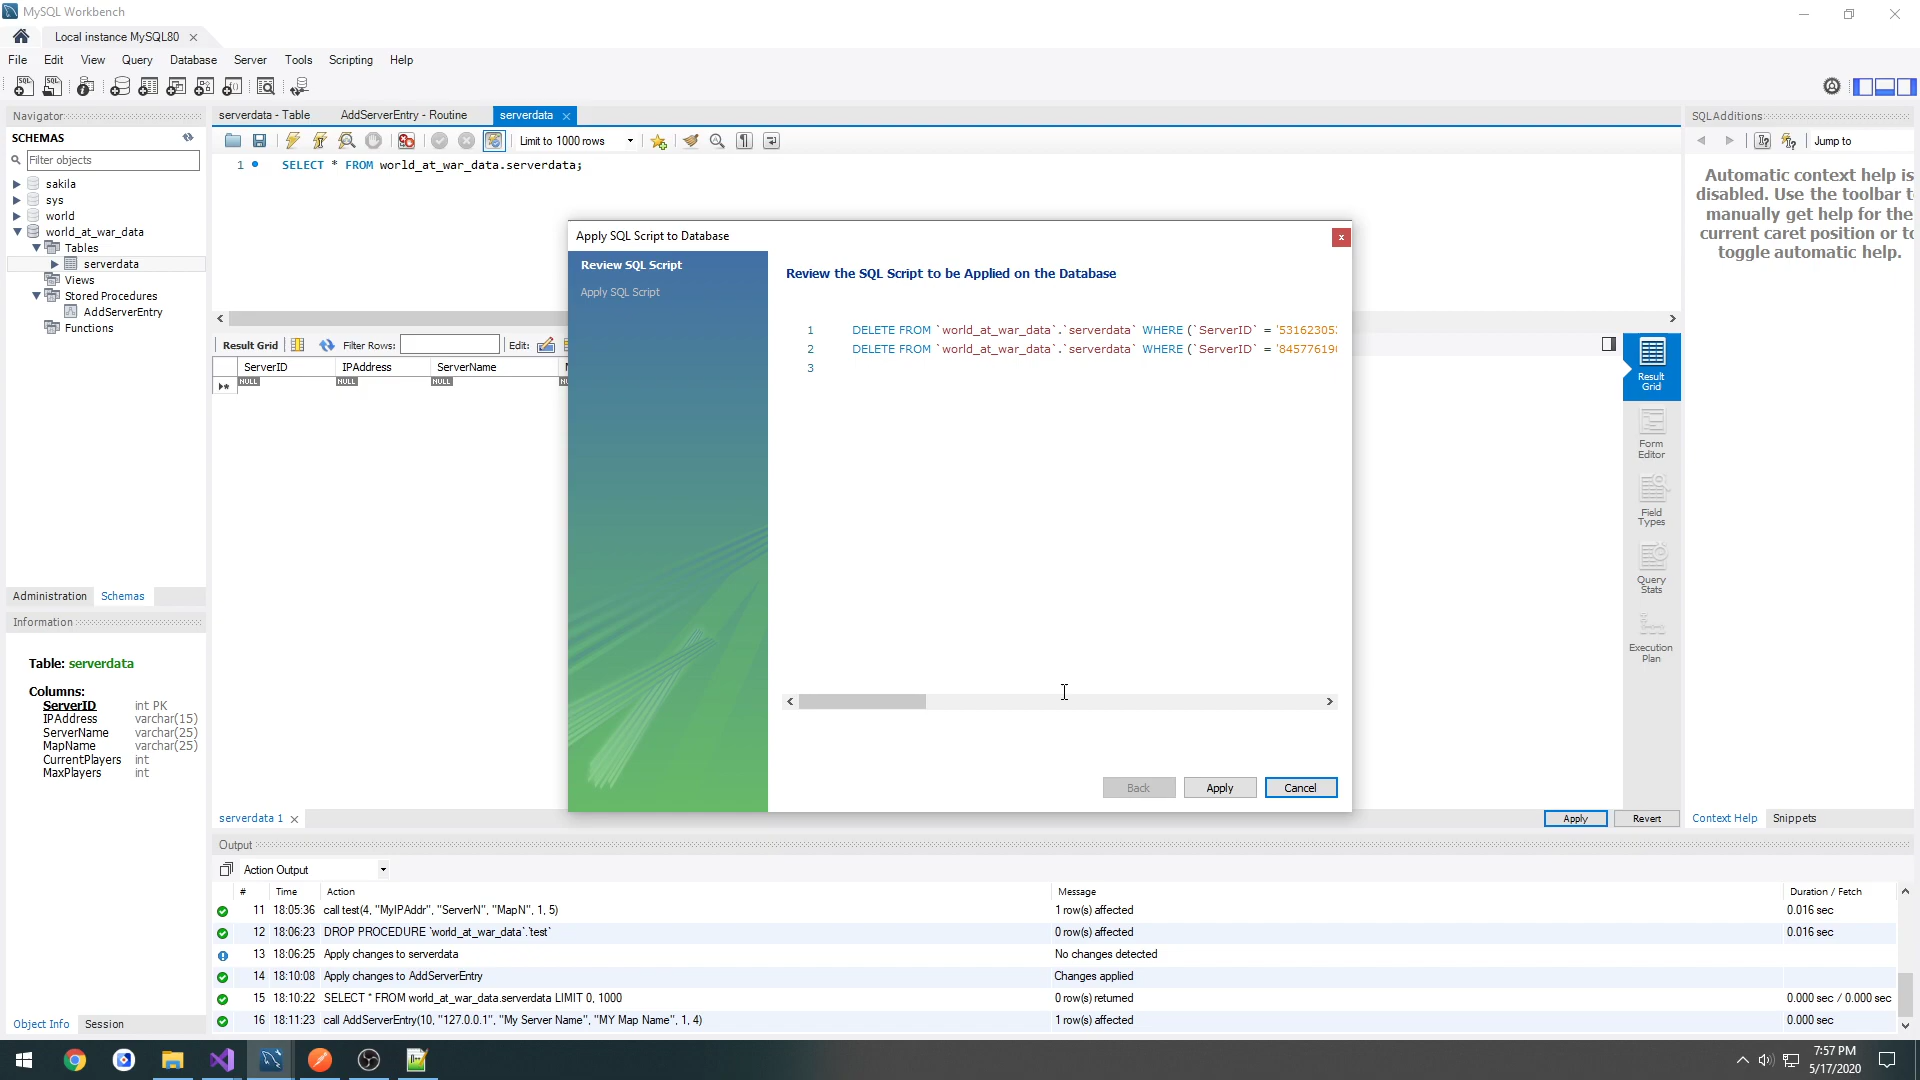 MySQL Workbench
Local instance MySQL80
File Edit View Query Database Server Tools Scripting Help
Navigator
SCHEMAS
Filter objects
sakila
sys
world
world_at_war_data
Tables
serverdata
Views
Stored Procedures
AddServerEntry
Functions
Administration Schemas
Information
Table: serverdata
Columns:
ServerID int PK
IPAddress varchar(15)
ServerName varchar(25)
MapName varchar(25)
CurrentPlayers int
MaxPlayers int
Object Info Session
serverdata - Table AddServerEntry - Routine serverdata
Limit to 1000 rows
1 SELECT * FROM world_at_war_data.serverdata;
Result Grid Filter Rows: Edit:
ServerID IPAddress ServerName
NULL NULL NULL
Apply SQL Script to Database
Review SQL Script
Apply SQL Script
Review the SQL Script to be Applied on the Database
1 DELETE FROM `world_at_war_data`.`serverdata` WHERE (`ServerID` = '53162305
2 DELETE FROM `world_at_war_data`.`serverdata` WHERE (`ServerID` = '84577619
3
Back Apply Cancel
Result Grid
Form Editor
Field Types
Query Stats
Execution Plan
SQLAdditions
Jump to
Automatic context help is
disabled. Use the toolbar t
manually get help for the
current caret position or to
toggle automatic help.
serverdata 1
Apply Revert
Context Help Snippets
Output
Action Output
# Time Action Message Duration / Fetch
11 18:05:36 call test(4, "MyIPAddr", "ServerN", "MapN", 1, 5) 1 row(s) affected 0.016 sec
12 18:06:23 DROP PROCEDURE `world_at_war_data`.`test` 0 row(s) affected 0.016 sec
13 18:06:25 Apply changes to serverdata No changes detected
14 18:10:08 Apply changes to AddServerEntry Changes applied
15 18:10:22 SELECT * FROM world_at_war_data.serverdata LIMIT 0, 1000 0 row(s) returned 0.000 sec / 0.000 sec
16 18:11:23 call AddServerEntry(10, "127.0.0.1", "My Server Name", "MY Map Name", 1, 4) 1 row(s) affected 0.000 sec
7:57 PM
5/17/2020